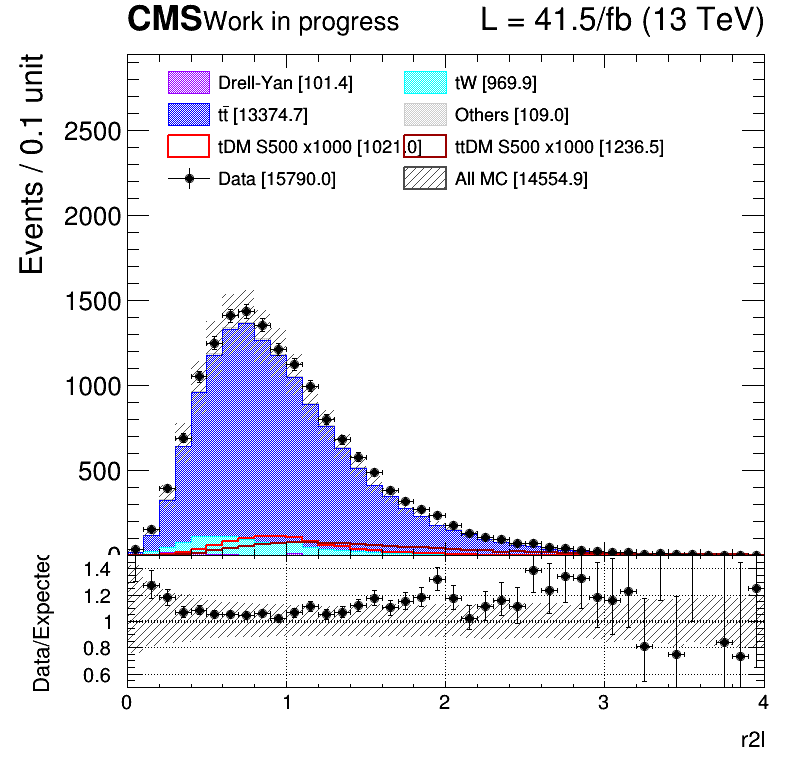 CMS Work in progress L = 41.5/fb (13 TeV)
Events / 0.1 unit
Drell-Yan [101.4] tW [969.9]
tt̄ [13374.7] Others [109.0]
tDM S500 x1000 [1021.0] ttDM S500 x1000 [1236.5]
Data [15790.0] All MC [14554.9]
2500
2000
1500
1000
500
0
Data/Expected
1.4
1.2
1
0.8
0.6
0 1 2 3 4
r2l